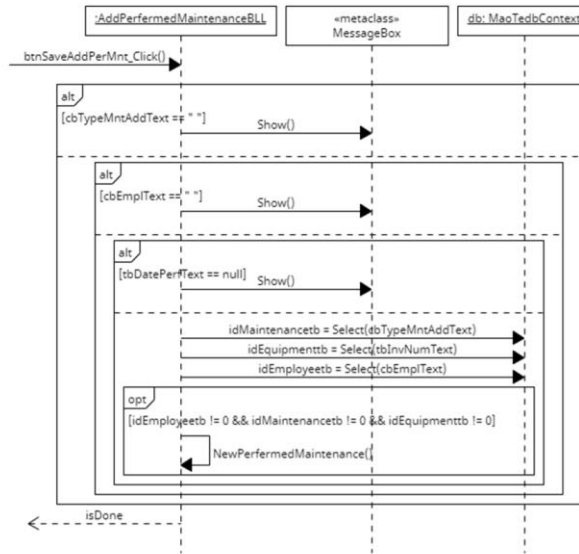 :AddPerfermedMaintenanceBLL
«metaclass»
MessageBox
db: MaoTedbContext
btnSaveAddPerMnt_Click()
alt
[cbTypeMntAddText == " "]
Show()
alt
[cbEmplText == " "]
Show()
alt
[tbDatePerfText == null]
Show()
idMaintenancetb = Select(cbTypeMntAddText)
idEquipmenttb = Select(tbInvNumText)
idEmployeetb = Select(cbEmplText)
opt
[idEmployeetb != 0 && idMaintenancetb != 0 && idEquipmenttb != 0]
NewPerfermedMaintenance()
isDone